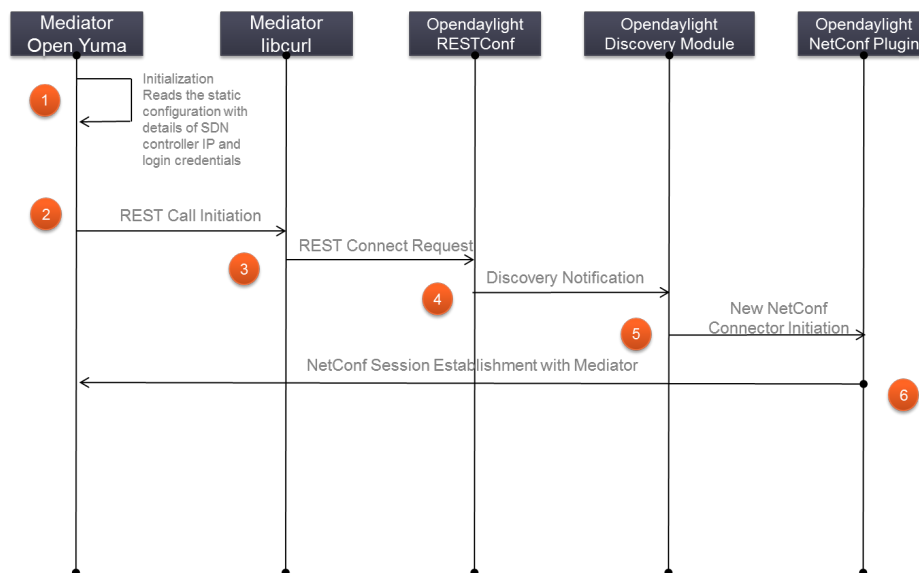 Mediator
Open Yuma
Mediator
libcurl
Opendaylight
RESTConf
Opendaylight
Discovery Module
Opendaylight
NetConf Plugin
1
Initialization
Reads the static
configuration with
details of SDN
controller IP and
login credentials
2
REST Call Initiation
3
REST Connect Request
4
Discovery Notification
5
New NetConf
Connector Initiation
NetConf Session Establishment with Mediator
6